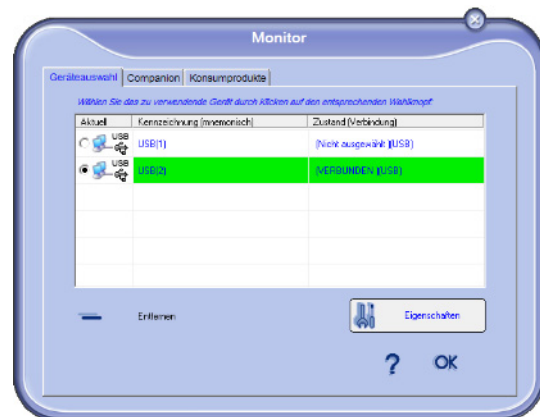 Monitor
Geräteauswahl Companion Konsumprodukte
Wählen Sie das zu verwendende Gerät durch Klicken auf den entsprechenden Wahlknopf
Aktuell Kennzeichnung (mnemonisch) Zustand (Verbindung)
USB USB(1) (Nicht ausgewählt )(USB)
USB USB(2) (VERBUNDEN )(USB)
Entfernen Eigenschaften
? OK